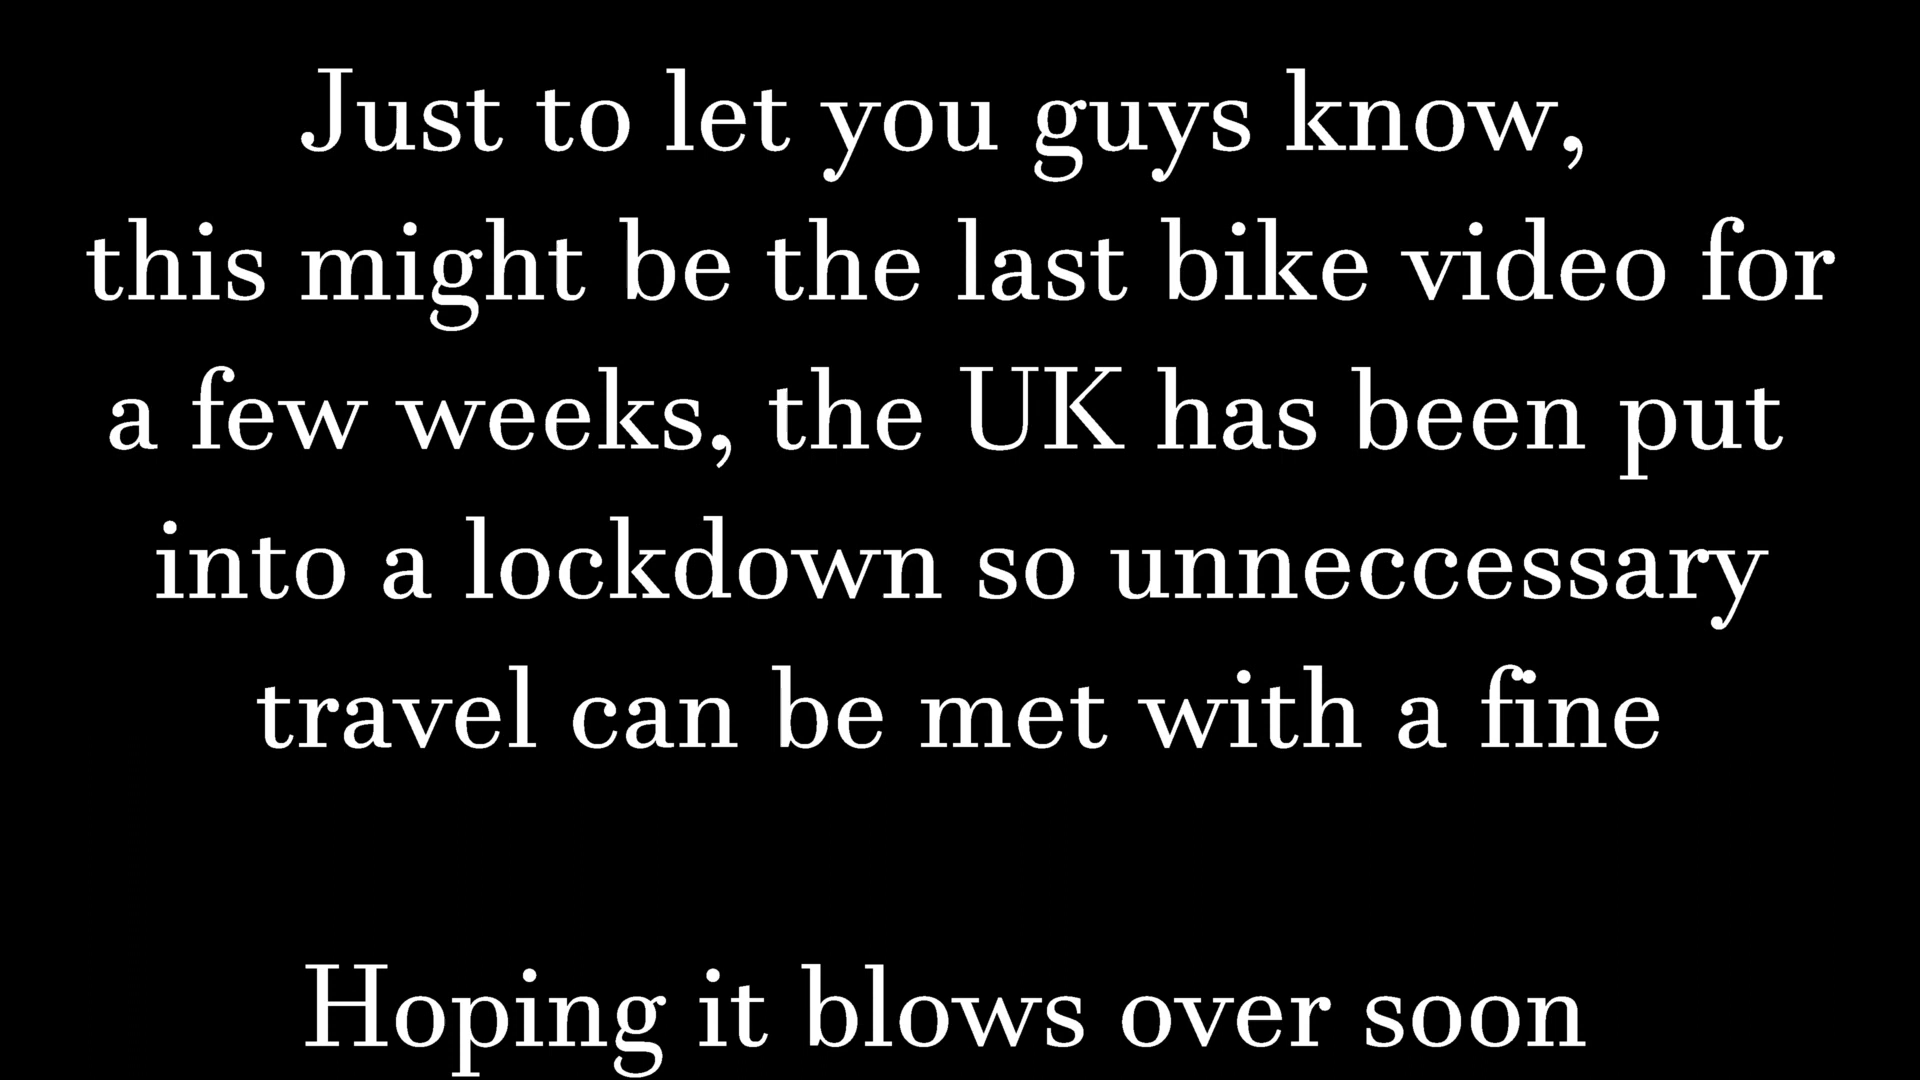 Just to let you guys know,
this might be the last bike video for
a few weeks, the UK has been put
into a lockdown so unneccessary
travel can be met with a fine
Hoping it blows over soon